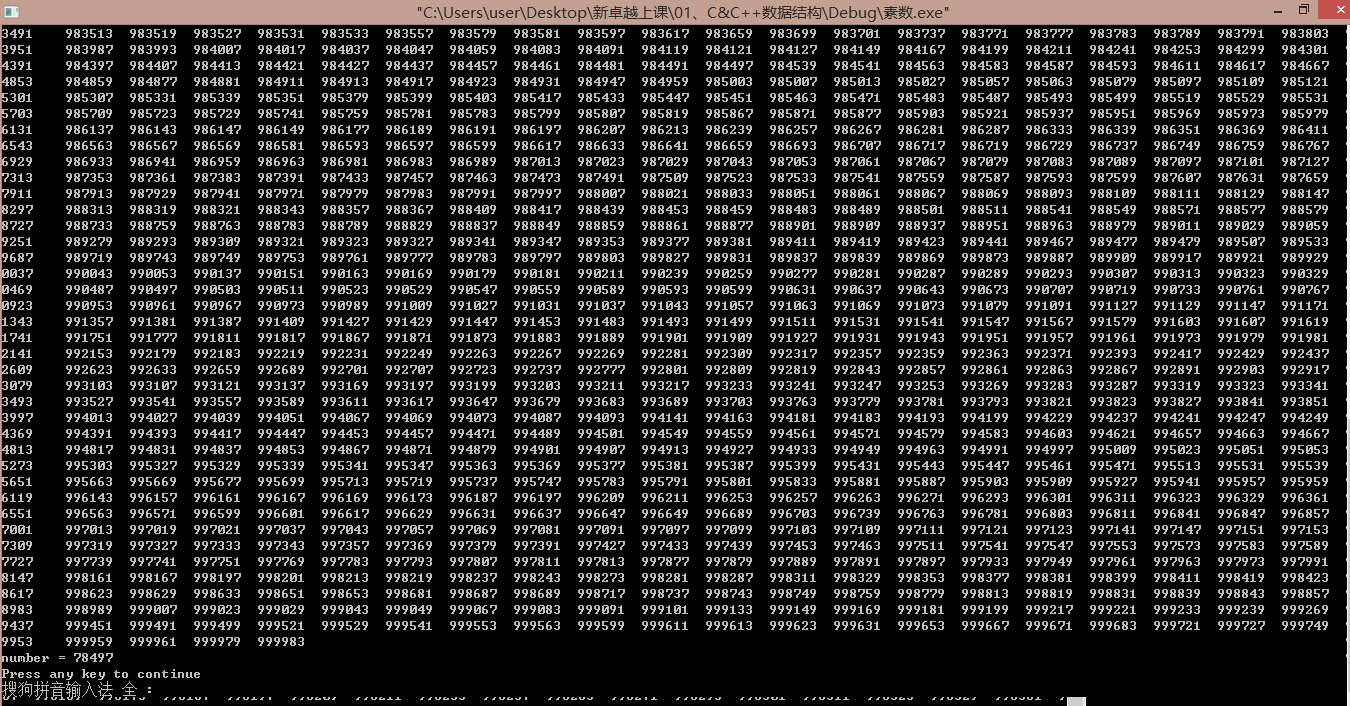 "C:\Users\user\Desktop\新卓越上课\01、C&C++数据结构\Debug\素数.exe"
3491 983513 983519 983527 983531 983533 983557 983579 983581 983597 983617 983659 983699 983701 983737 983771 983777 983783 983789 983791 983803
3951 983987 983993 984007 984017 984037 984047 984059 984083 984091 984119 984121 984127 984149 984167 984199 984211 984241 984253 984299 984301
4391 984397 984407 984413 984421 984427 984437 984457 984461 984481 984491 984497 984539 984541 984563 984583 984587 984593 984611 984617 984667
4853 984859 984877 984881 984911 984913 984917 984923 984931 984947 984959 985003 985007 985013 985027 985057 985063 985079 985097 985109 985121
5301 985307 985331 985339 985351 985379 985399 985403 985417 985433 985447 985451 985463 985471 985483 985487 985493 985499 985519 985529 985531
5703 985709 985723 985729 985741 985759 985781 985783 985799 985807 985819 985867 985871 985877 985903 985921 985937 985951 985969 985973 985979
6131 986137 986143 986147 986149 986177 986189 986191 986197 986207 986213 986239 986257 986267 986281 986287 986333 986339 986351 986369 986411
6543 986563 986567 986569 986581 986593 986597 986599 986617 986633 986641 986659 986693 986707 986717 986719 986729 986737 986749 986759 986767
6929 986933 986941 986959 986963 986981 986983 986989 987013 987023 987029 987043 987053 987061 987067 987079 987083 987089 987097 987101 987127
7313 987353 987361 987383 987391 987433 987457 987463 987473 987491 987509 987523 987533 987541 987559 987587 987593 987599 987607 987631 987659
7911 987913 987929 987941 987971 987979 987983 987991 987997 988007 988021 988033 988051 988061 988067 988069 988093 988109 988111 988129 988147
8297 988313 988319 988321 988343 988357 988367 988409 988417 988439 988453 988459 988483 988489 988501 988511 988541 988549 988571 988577 988579
8727 988733 988759 988763 988783 988789 988829 988837 988849 988859 988861 988877 988901 988909 988937 988951 988963 988979 989011 989029 989059
9251 989279 989293 989309 989321 989323 989327 989341 989347 989353 989377 989381 989411 989419 989423 989441 989467 989477 989479 989507 989533
9687 989719 989743 989749 989753 989761 989777 989783 989797 989803 989827 989831 989837 989839 989869 989873 989887 989909 989917 989921 989929
0037 990043 990053 990137 990151 990163 990169 990179 990181 990211 990239 990259 990277 990281 990287 990289 990293 990307 990313 990323 990329
0469 990487 990497 990503 990511 990523 990529 990547 990559 990589 990593 990599 990631 990637 990643 990673 990707 990719 990733 990761 990767
0923 990953 990961 990967 990973 990989 991009 991027 991031 991037 991043 991057 991063 991069 991073 991079 991091 991127 991129 991147 991171
1343 991357 991381 991387 991409 991427 991429 991447 991453 991483 991493 991499 991511 991531 991541 991547 991567 991579 991603 991607 991619
1741 991751 991777 991811 991817 991867 991871 991873 991883 991889 991901 991909 991927 991931 991943 991951 991957 991961 991973 991979 991981
2141 992153 992179 992183 992219 992231 992249 992263 992267 992269 992281 992309 992317 992357 992359 992363 992371 992393 992417 992429 992437
2609 992623 992633 992659 992689 992701 992707 992723 992737 992777 992801 992809 992819 992843 992857 992861 992863 992867 992891 992903 992917
3079 993103 993107 993121 993137 993169 993197 993199 993203 993211 993217 993233 993241 993247 993253 993269 993283 993287 993319 993323 993341
3493 993527 993541 993557 993589 993611 993617 993647 993679 993683 993689 993703 993763 993779 993781 993793 993821 993823 993827 993841 993851
3997 994013 994027 994039 994051 994067 994069 994073 994087 994093 994141 994163 994181 994183 994193 994199 994229 994237 994241 994247 994249
4369 994391 994393 994417 994447 994453 994457 994471 994489 994501 994549 994559 994561 994571 994579 994583 994603 994621 994657 994663 994667
4813 994817 994831 994837 994853 994867 994871 994879 994901 994907 994913 994927 994933 994949 994963 994991 994997 995009 995023 995051 995053
5273 995303 995327 995329 995339 995341 995347 995363 995369 995377 995381 995387 995399 995431 995443 995447 995461 995471 995513 995531 995539
5651 995663 995669 995677 995699 995713 995719 995737 995747 995783 995791 995801 995833 995881 995887 995903 995909 995927 995941 995957 995959
6119 996143 996157 996161 996167 996169 996173 996187 996197 996209 996211 996253 996257 996263 996271 996293 996301 996311 996323 996329 996361
6551 996563 996571 996599 996601 996617 996629 996631 996637 996647 996649 996689 996703 996739 996763 996781 996803 996811 996841 996847 996857
7001 997013 997019 997021 997037 997043 997057 997069 997081 997091 997097 997099 997103 997109 997111 997121 997123 997141 997147 997151 997153
7309 997319 997327 997333 997343 997357 997369 997379 997391 997427 997433 997439 997453 997463 997511 997541 997547 997553 997573 997583 997589
7727 997739 997741 997751 997769 997783 997793 997807 997811 997813 997877 997879 997889 997891 997897 997933 997949 997961 997963 997973 997991
8147 998161 998167 998197 998201 998213 998219 998237 998243 998273 998281 998287 998311 998329 998353 998377 998381 998399 998411 998419 998423
8617 998623 998629 998633 998651 998653 998681 998687 998689 998717 998737 998743 998749 998759 998779 998813 998819 998831 998839 998843 998857
8983 998989 999007 999023 999029 999043 999049 999067 999083 999091 999101 999133 999149 999169 999181 999199 999217 999221 999233 999239 999269
9437 999451 999491 999499 999521 999529 999541 999553 999563 999599 999611 999613 999623 999631 999653 999667 999671 999683 999721 999727 999749
9953 999959 999961 999979 999983
number = 78497
Press any key to continue
搜狗拼音输入法 全 :